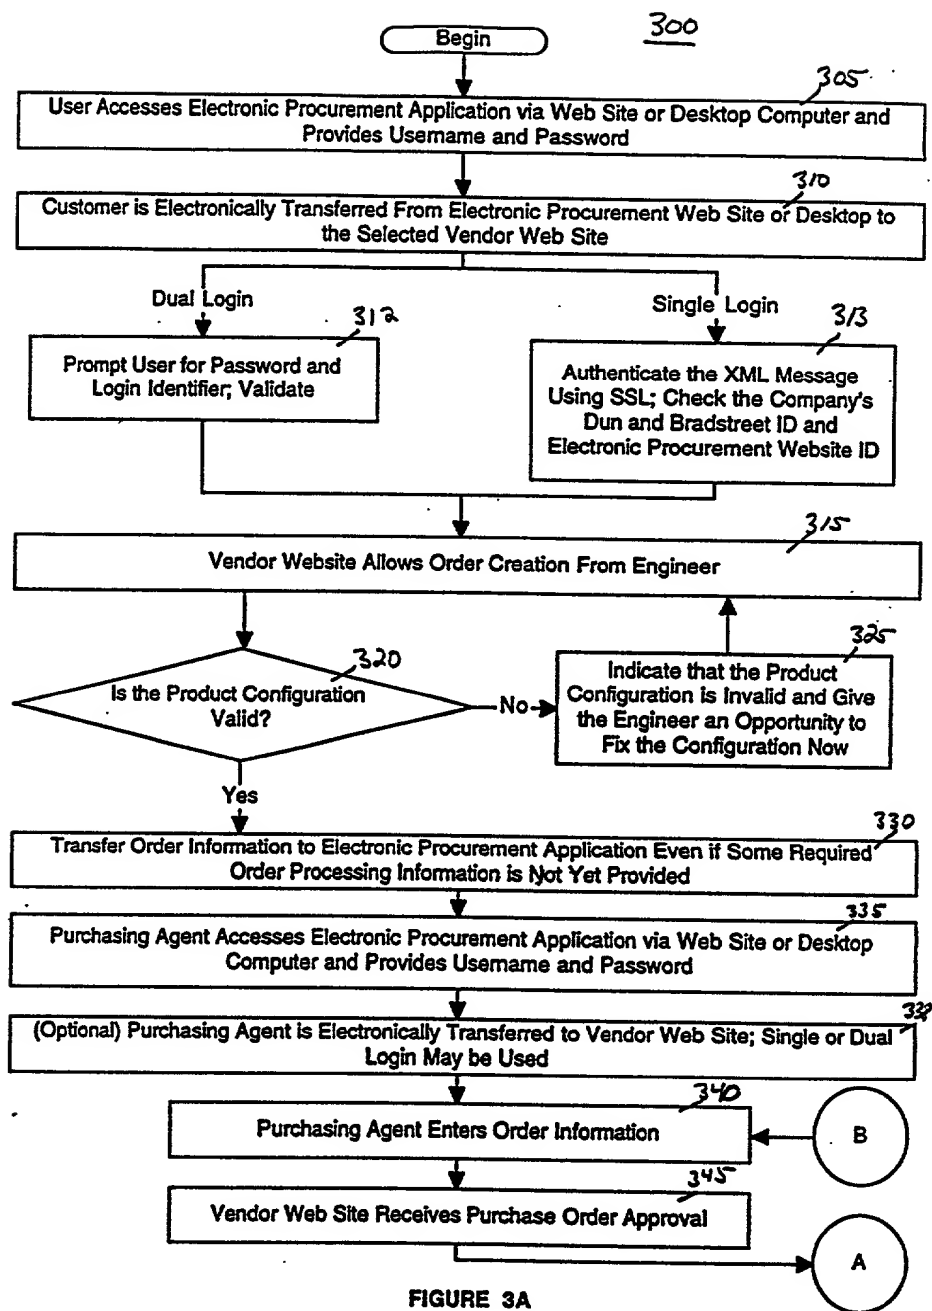 Begin
300
305
User Accesses Electronic Procurement Application via Web Site or Desktop Computer and
Provides Username and Password
310
Customer is Electronically Transferred From Electronic Procurement Web Site or Desktop to
the Selected Vendor Web Site
Dual Login
Single Login
312
313
Prompt User for Password and
Login Identifier; Validate
Authenticate the XML Message
Using SSL; Check the Company's
Dun and Bradstreet ID and
Electronic Procurement Website ID
315
Vendor Website Allows Order Creation From Engineer
320
Is the Product Configuration
Valid?
No
325
Indicate that the Product
Configuration is Invalid and Give
the Engineer an Opportunity to
Fix the Configuration Now
Yes
330
Transfer Order Information to Electronic Procurement Application Even if Some Required
Order Processing Information is Not Yet Provided
335
Purchasing Agent Accesses Electronic Procurement Application via Web Site or Desktop
Computer and Provides Username and Password
(Optional) Purchasing Agent is Electronically Transferred to Vendor Web Site; Single or Dual
Login May be Used
340
Purchasing Agent Enters Order Information
B
345
Vendor Web Site Receives Purchase Order Approval
A
FIGURE 3A